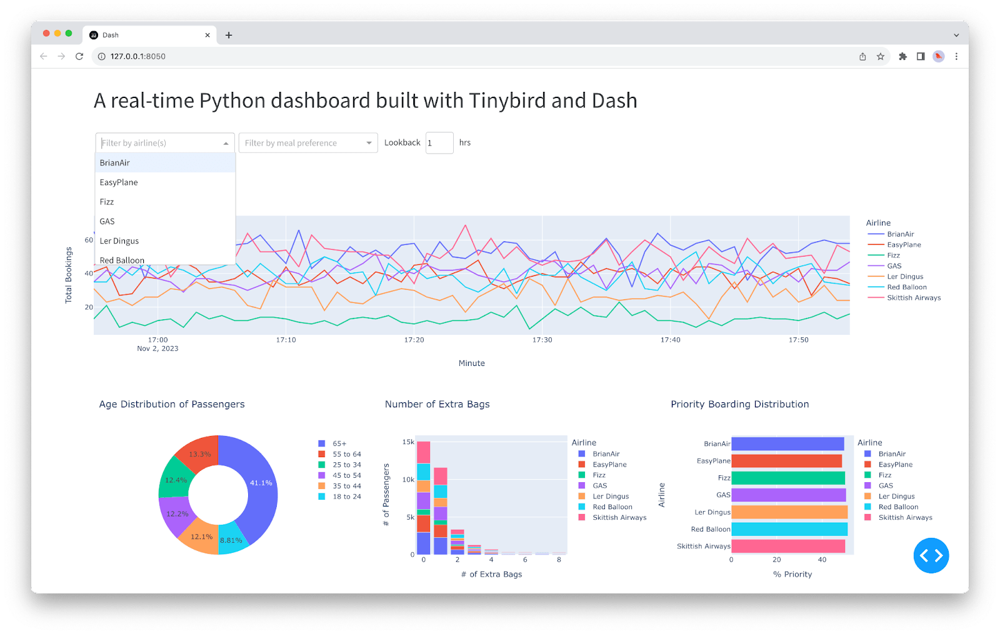 Dash
127.0.0.1:8050
A real-time Python dashboard built with Tinybird and Dash
Filter by airline(s)
Filter by meal preference
Lookback 1 hrs
BrianAir
EasyPlane
Fizz
GAS
Ler Dingus
Red Balloon
Total Bookings
60
40
20
17:00
Nov 2, 2023
17:10
17:20
17:30
17:40
17:50
Minute
Airline
BrianAir
EasyPlane
Fizz
GAS
Ler Dingus
Red Balloon
Skittish Airways
Age Distribution of Passengers
13.3%
41.1%
12.4%
12.2%
12.1%
8.81%
65+
55 to 64
25 to 34
45 to 54
35 to 44
18 to 24
Number of Extra Bags
# of Passengers
15k
10k
5k
0
0 2 4 6 8
# of Extra Bags
Airline
BrianAir
EasyPlane
Fizz
GAS
Ler Dingus
Red Balloon
Skittish Airways
Priority Boarding Distribution
Airline
BrianAir
EasyPlane
Fizz
GAS
Ler Dingus
Red Balloon
Skittish Airways
0 20 40
% Priority
Airline
BrianAir
EasyPlane
Fizz
GAS
Ler Dingus
Red Balloon
Skittish Airways